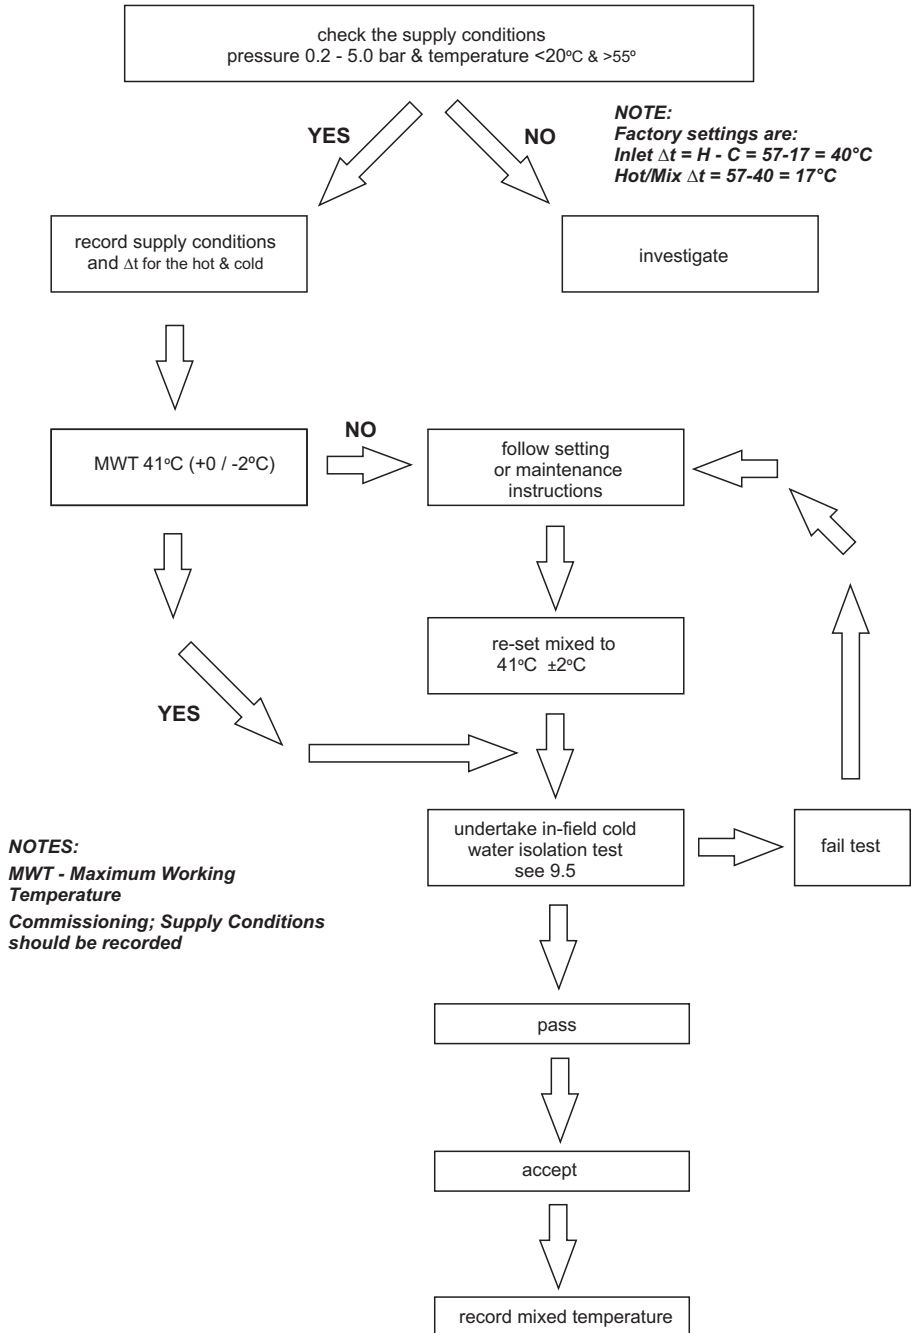 check the supply conditions
pressure 0.2 - 5.0 bar & temperature <20ºC & >55º
YES
NO
NOTE:
Factory settings are:
Inlet Δt = H - C = 57-17 = 40°C
Hot/Mix Δt = 57-40 = 17°C
record supply conditions
and Δt for the hot & cold
investigate
MWT 41ºC (+0 / -2ºC)
NO
follow setting
or maintenance
instructions
re-set mixed to
41ºC ±2ºC
YES
undertake in-field cold
water isolation test
see 9.5
fail test
NOTES:
MWT - Maximum Working
Temperature
Commissioning; Supply Conditions
should be recorded
pass
accept
record mixed temperature